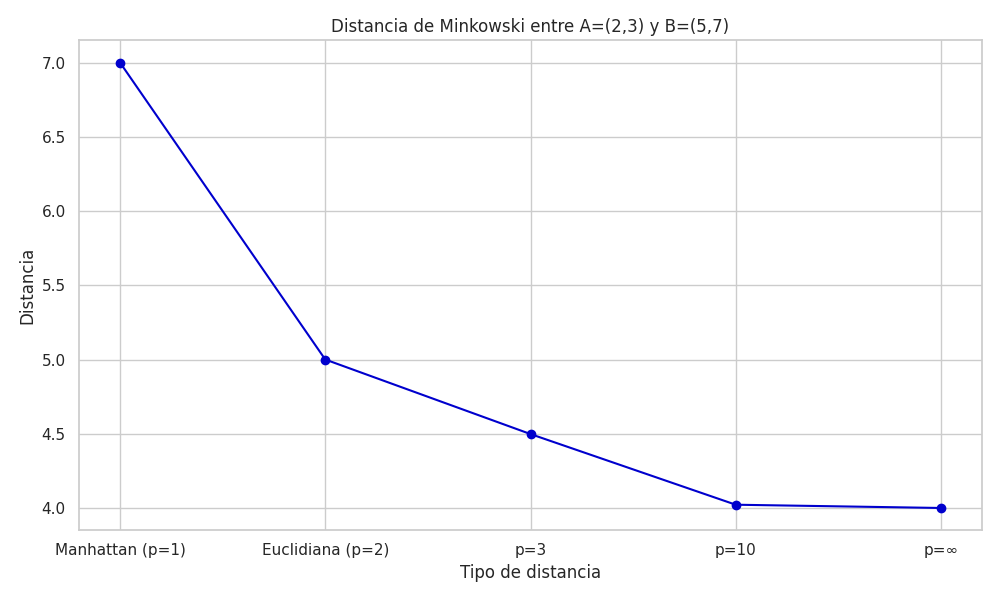 Distancia de Minkowski entre A=(2,3) y B=(5,7)
Distancia
7.0
6.5
6.0
5.5
5.0
4.5
4.0
Manhattan (p=1) Euclidiana (p=2) p=3 p=10 p=∞
Tipo de distancia